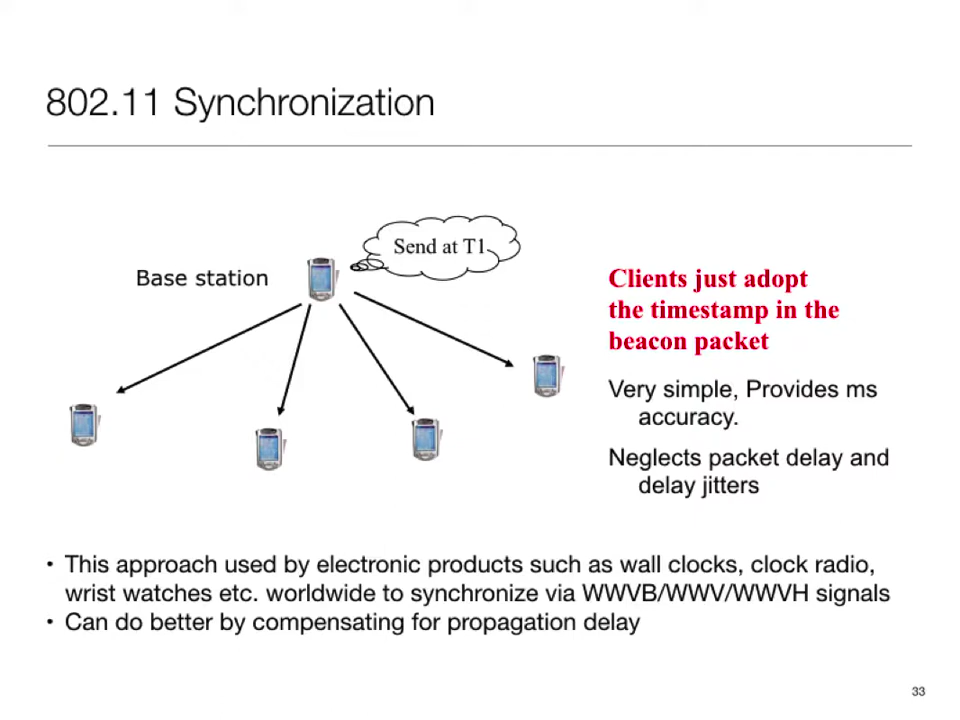 802.11 Synchronization
Send at T1
Base station
Clients just adopt
the timestamp in the
beacon packet
Very simple, Provides ms
accuracy.
Neglects packet delay and
delay jitters
• This approach used by electronic products such as wall clocks, clock radio,
wrist watches etc. worldwide to synchronize via WWVB/WWV/WWVH signals
• Can do better by compensating for propagation delay
33